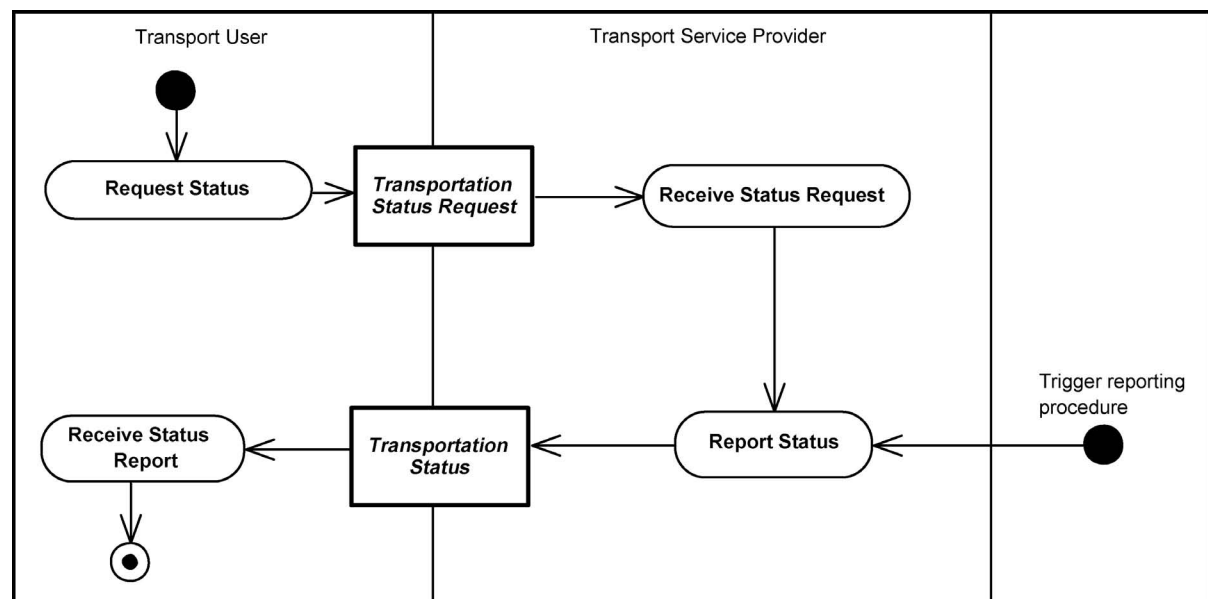 Transport User
Transport Service Provider
Request Status
Transportation
Status Request
Receive Status Request
Trigger reporting
procedure
Receive Status
Report
Transportation
Status
Report Status